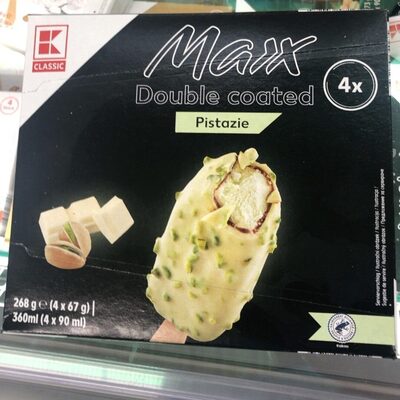 K
CLASSIC
Maxx
Double coated
4x
Pistazie
268 g ℮ (4 x 67 g) |
360ml (4 x 90 ml)